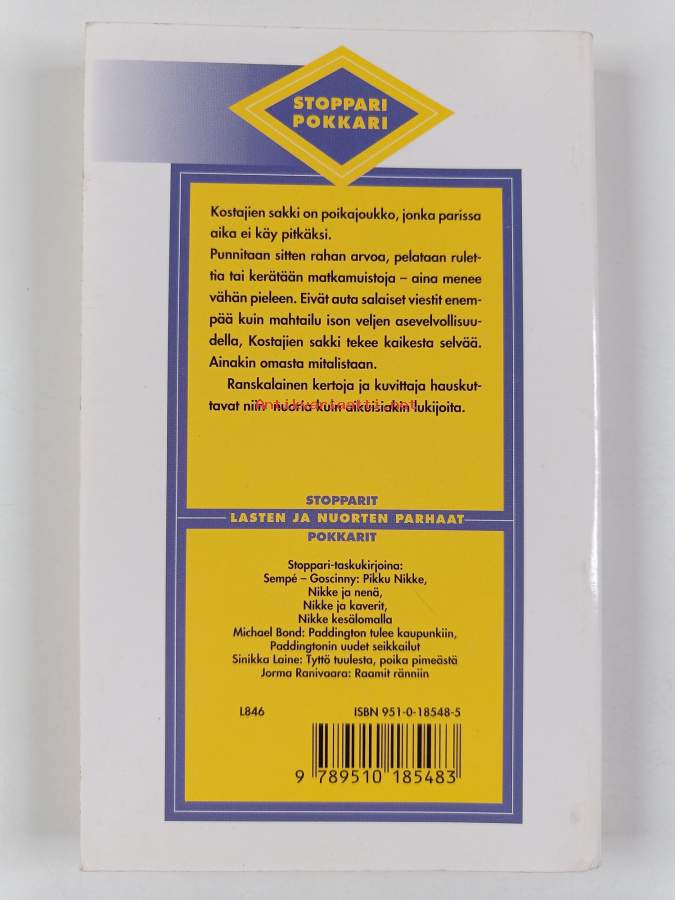 STOPPARI
POKKARI
Kostajien sakki on poikajoukko, jonka parissa
aika ei käy pitkäksi.
Punnitaan sitten rahan arvoa, pelataan rulet-
tia tai kerätään matkamuistoja – aina menee
vähän pieleen. Eivät auta salaiset viestit enem-
pää kuin mahtailu ison veljen asevelvollisuu-
della, Kostajien sakki tekee kaikesta selvää.
Ainakin omasta mitalistaan.
Ranskalainen kertoja ja kuvittaja hauskut-
tavat niin nuoria kuin aikuisiakin lukijoita.
Antikvariaatti.net
STOPPARIT
LASTEN JA NUORTEN PARHAAT
POKKARIT
Stoppari-taskukirjoina:
Sempé – Goscinny: Pikku Nikke,
Nikke ja nenä,
Nikke ja kaverit,
Nikke kesälomalla
Michael Bond: Paddington tulee kaupunkiin,
Paddingtonin uudet seikkailut
Sinikka Laine: Tyttö tuulesta, poika pimeästä
Jorma Ranivaara: Raamit ränniin
L846 ISBN 951-0-18548-5
9 789510 185483